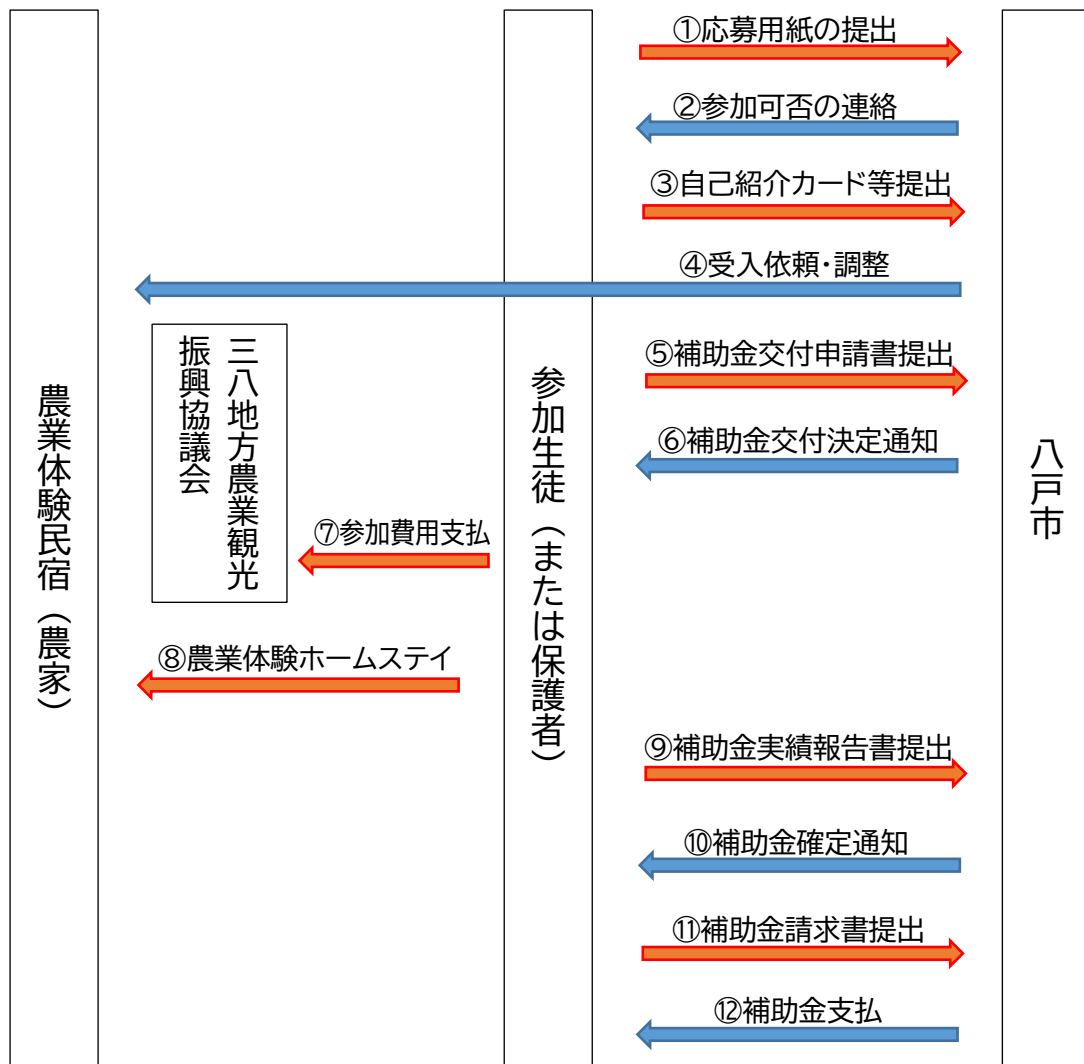 ①応募用紙の提出
②参加可否の連絡
③自己紹介カード等提出
④受入依頼・調整
三八地方農業観光
振興協議会
⑤補助金交付申請書提出
⑥補助金交付決定通知
農業体験民宿（農家）
参加生徒（または保護者）
八戸市
⑦参加費用支払
⑧農業体験ホームステイ
⑨補助金実績報告書提出
⑩補助金確定通知
⑪補助金請求書提出
⑫補助金支払